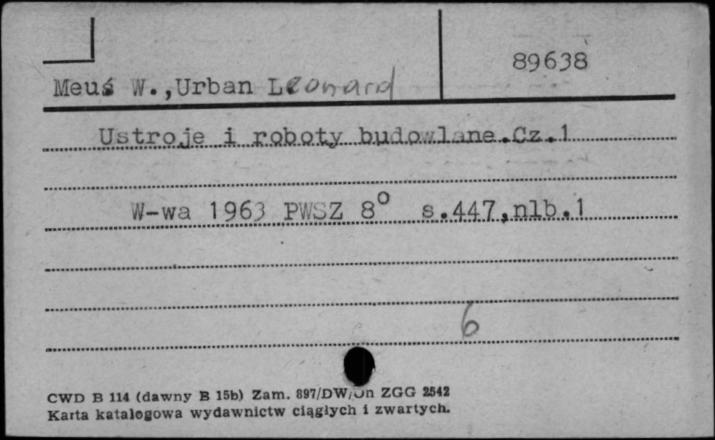 89638
Meuś W.,Urban Leonard
Ustroje i roboty budowlane.Cz.1
W-wa 1963 PWSZ 8° s.447,nlb.1
6
CWD B 114 (dawny B 15b) Zam. 897/DW/Un ZGG 2542
Karta katalogowa wydawnictw ciągłych i zwartych.